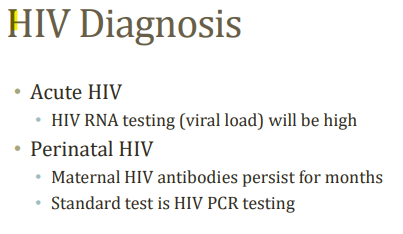 HIV Diagnosis
• Acute HIV
• HIV RNA testing (viral load) will be high
• Perinatal HIV
• Maternal HIV antibodies persist for months
• Standard test is HIV PCR testing